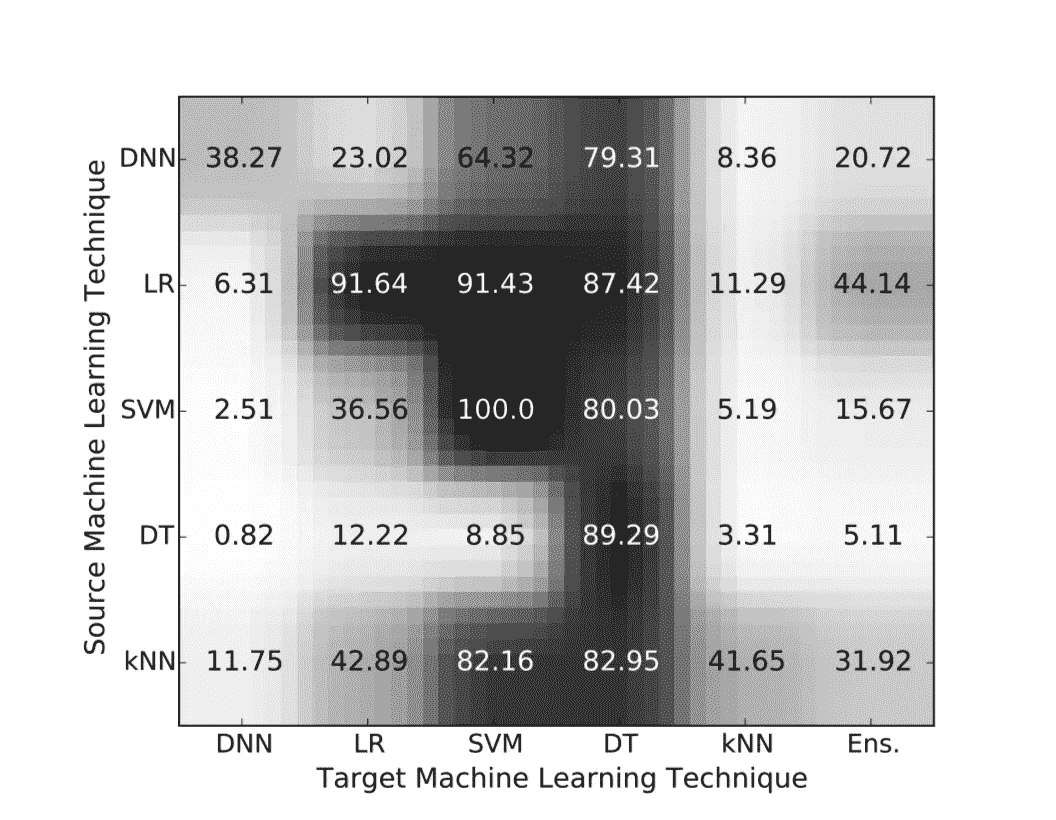 Source Machine Learning Technique
DNN 38.27 23.02 64.32 79.31 8.36 20.72
LR 6.31 91.64 91.43 87.42 11.29 44.14
SVM 2.51 36.56 100.0 80.03 5.19 15.67
DT 0.82 12.22 8.85 89.29 3.31 5.11
kNN 11.75 42.89 82.16 82.95 41.65 31.92
DNN LR SVM DT kNN Ens.
Target Machine Learning Technique